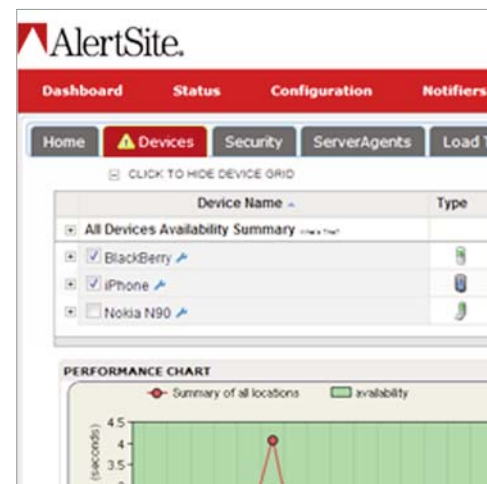 AlertSite.
Dashboard Status Configuration Notifiers
Home Devices Security ServerAgents Load
CLICK TO HIDE DEVICE GRID
Device Name Type
All Devices Availability Summary
BlackBerry
iPhone
Nokia N90
PERFORMANCE CHART
Summary of all locations availability
4.5
4
3.5
(seconds)